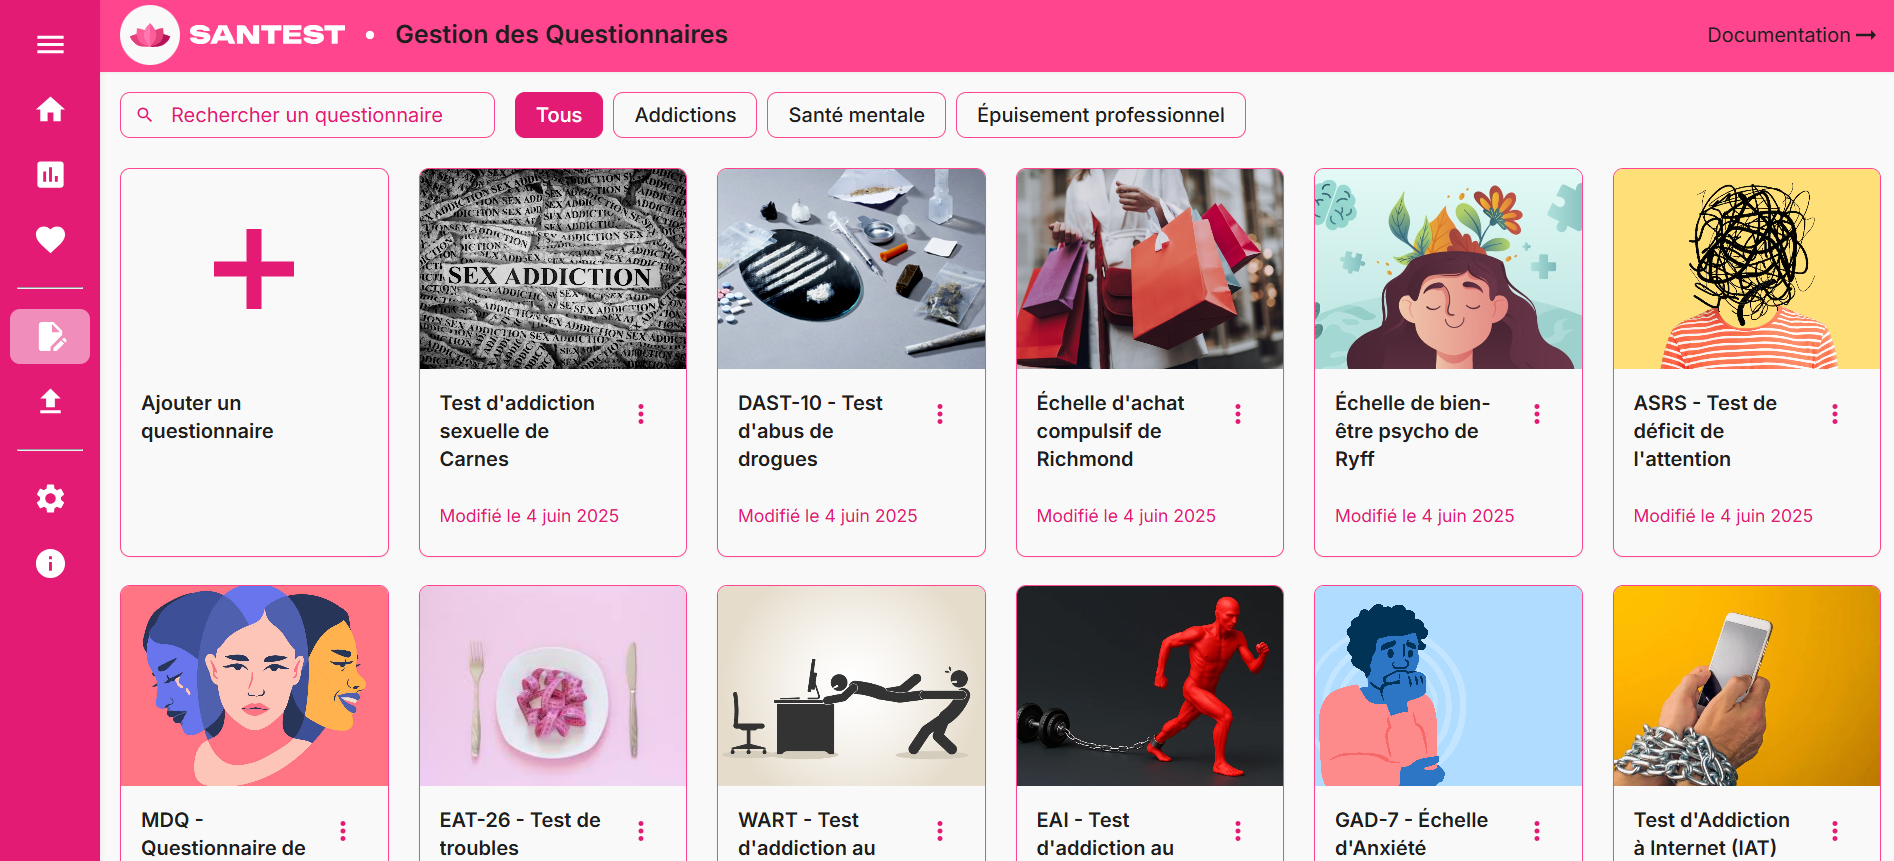 SANTEST • Gestion des Questionnaires
Documentation →
Rechercher un questionnaire
Tous
Addictions
Santé mentale
Épuisement professionnel
Ajouter un
questionnaire
SEX ADDICTION
Test d'addiction
sexuelle de
Carnes
Modifié le 4 juin 2025
DAST-10 - Test
d'abus de
drogues
Modifié le 4 juin 2025
Échelle d'achat
compulsif de
Richmond
Modifié le 4 juin 2025
Échelle de bien-
être psycho de
Ryff
Modifié le 4 juin 2025
ASRS - Test de
déficit de
l'attention
Modifié le 4 juin 2025
MDQ -
Questionnaire de
EAT-26 - Test de
troubles
WART - Test
d'addiction au
EAI - Test
d'addiction au
GAD-7 - Échelle
d'Anxiété
Test d'Addiction
à Internet (IAT)